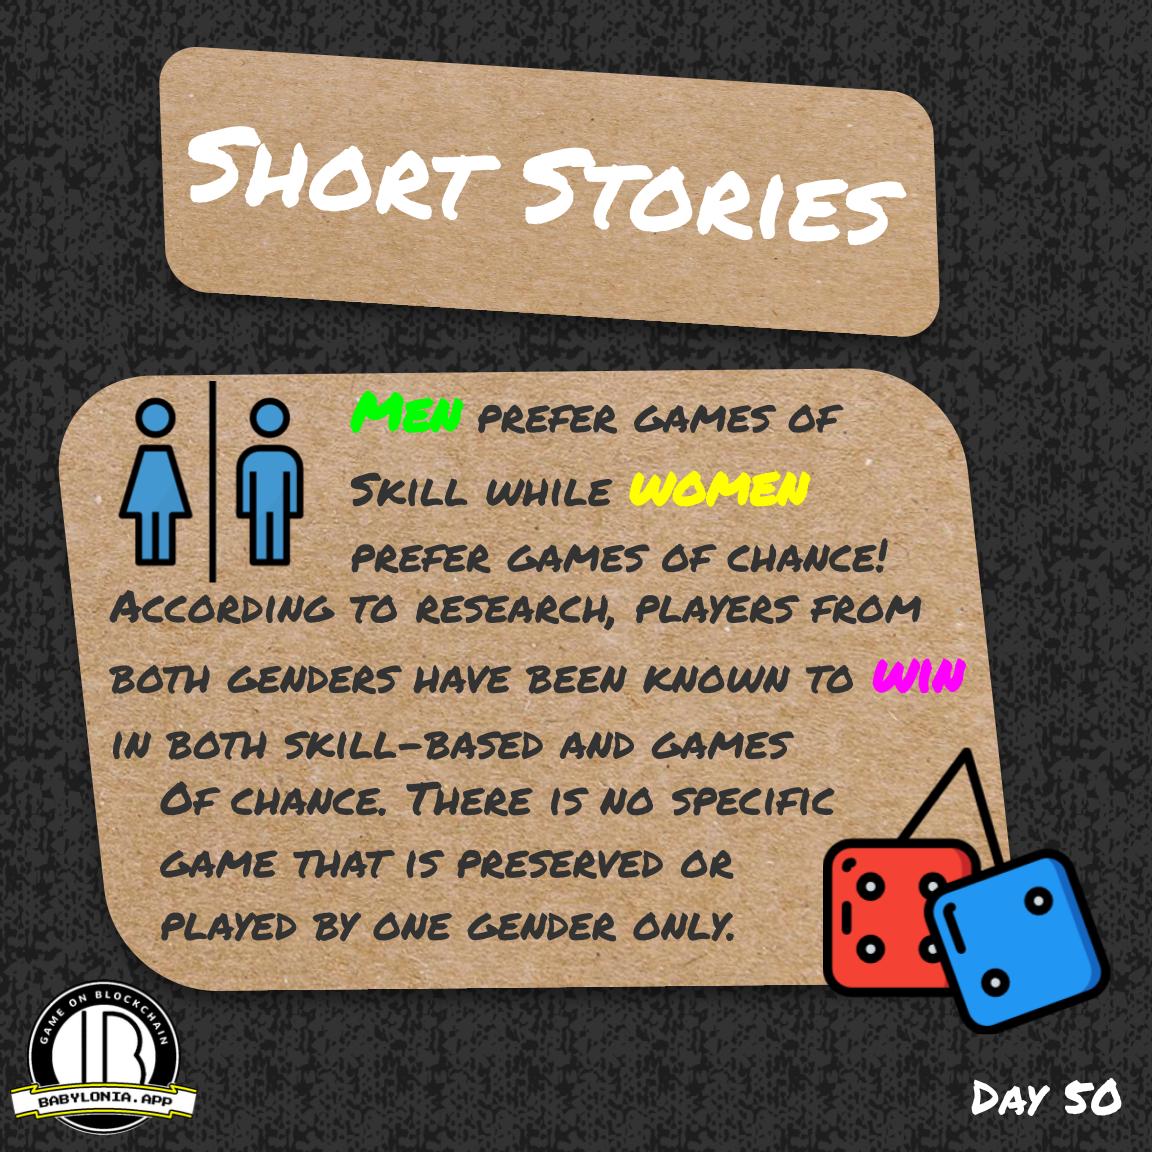 Short Stories
Men prefer games of
Skill while women
prefer games of chance!
According to research, players from
both genders have been known to win
in both skill-based and games
Of chance. There is no specific
game that is preserved or
played by one gender only.
GAME ON BLOCKCHAIN
BABYLONIA.APP
Day 50